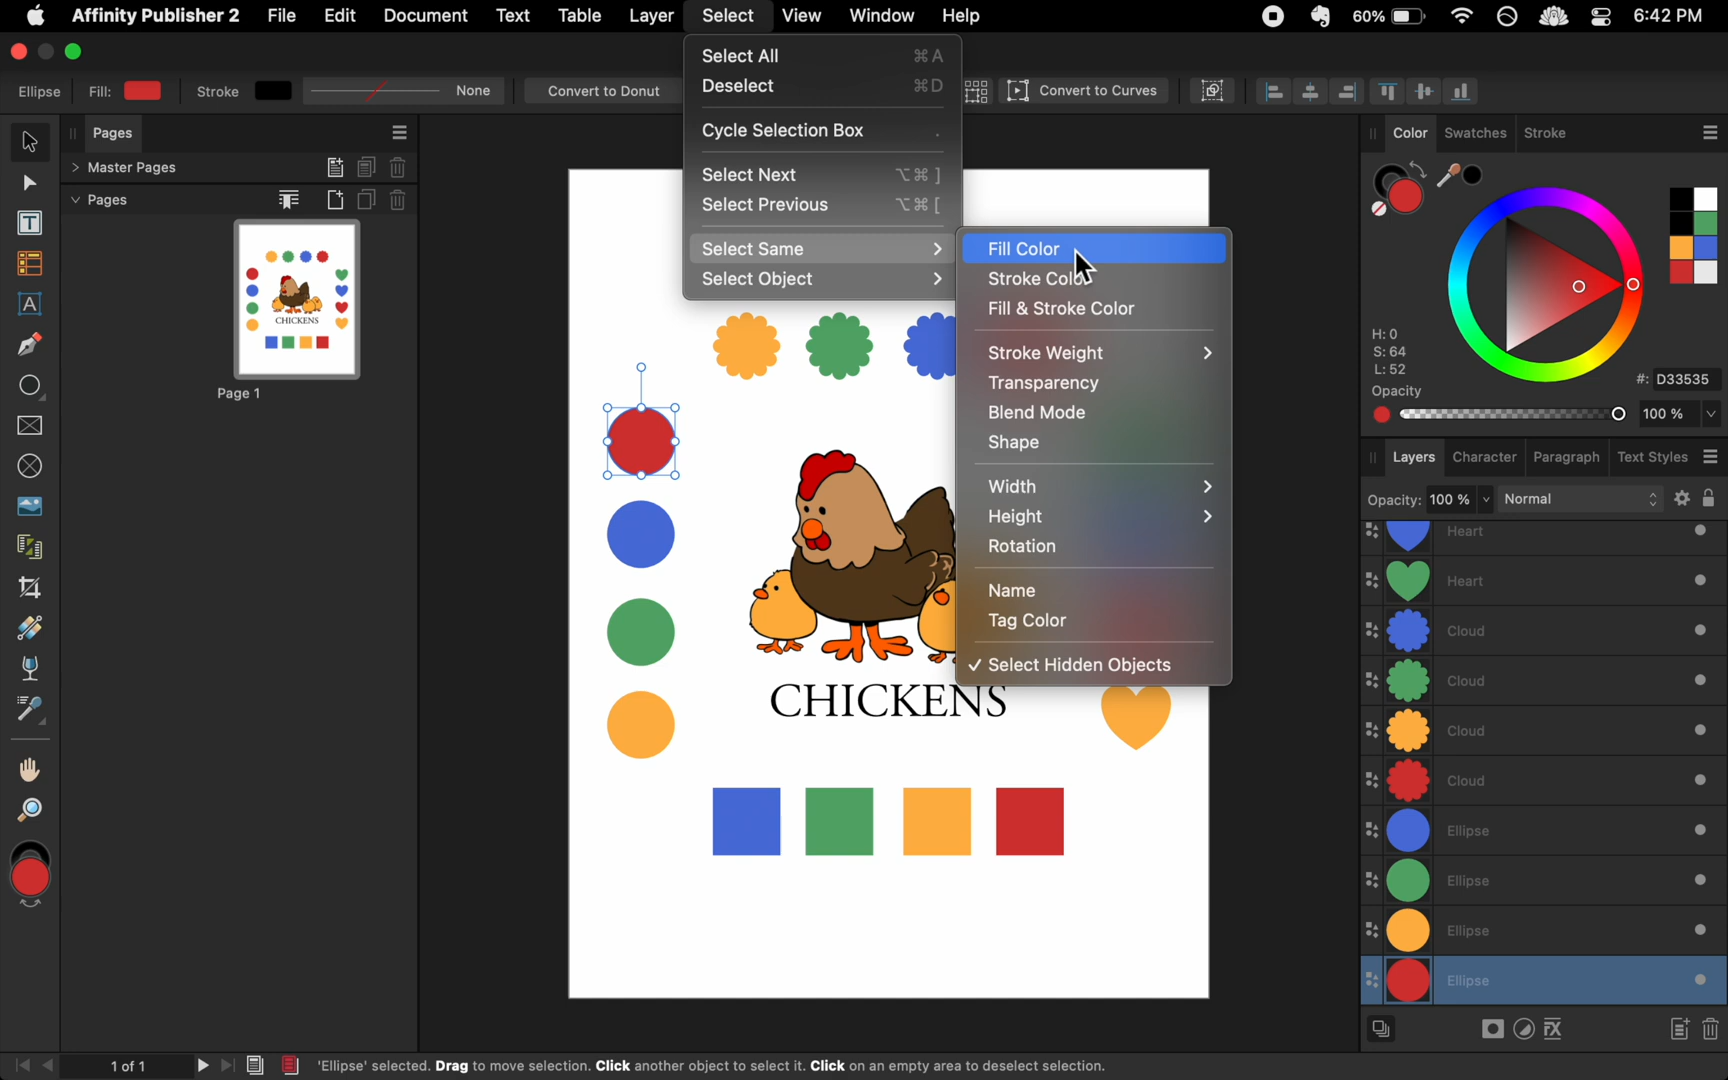 Affinity Publisher 2 File Edit Document Text Table Layer Select View Window Help 60% 6:42 PM
Ellipse Fill: Stroke None Convert to Donut Convert to Curves
Select All ⌘A
Deselect ⌘D
Cycle Selection Box .
Select Next ⌥⌘]
Select Previous ⌥⌘[
Select Same >
Select Object >
Fill Color
Stroke Colo
Fill & Stroke Color
Stroke Weight >
Transparency
Blend Mode
Shape
Width >
Height >
Rotation
Name
Tag Color
✓ Select Hidden Objects
Pages
> Master Pages
Pages
CHICKENS
Page 1
CHICKENS
Color Swatches Stroke
H: 0
S: 64
L: 52
#: D33535
Opacity
100 %
Layers Character Paragraph Text Styles
Opacity: 100 % Normal
Heart
Heart
Cloud
Cloud
Cloud
Cloud
Ellipse
Ellipse
Ellipse
Ellipse
1 of 1 'Ellipse' selected. Drag to move selection. Click another object to select it. Click on an empty area to deselect selection.